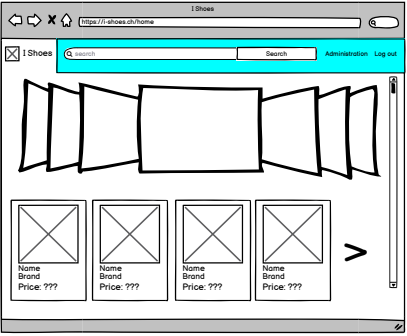 I Shoes
https://i-shoes.ch/home
I Shoes
search
Search
Administration
Log out
Name
Brand
Price: ???
Name
Brand
Price: ???
Name
Brand
Price: ???
Name
Brand
Price: ???